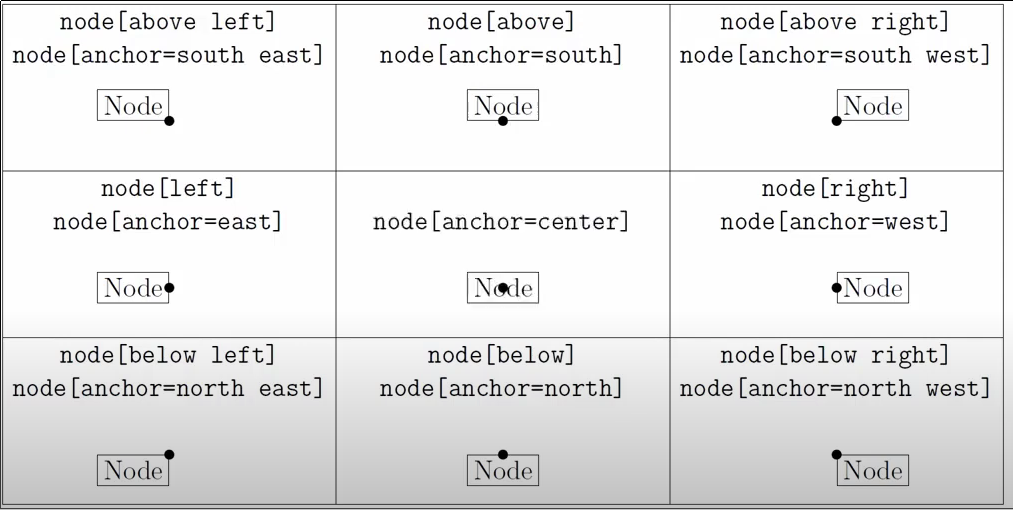 node[above left]
node[anchor=south east]
Node
node[above]
node[anchor=south]
Node
node[above right]
node[anchor=south west]
Node
node[left]
node[anchor=east]
Node
node[anchor=center]
Node
node[right]
node[anchor=west]
Node
node[below left]
node[anchor=north east]
Node
node[below]
node[anchor=north]
Node
node[below right]
node[anchor=north west]
Node